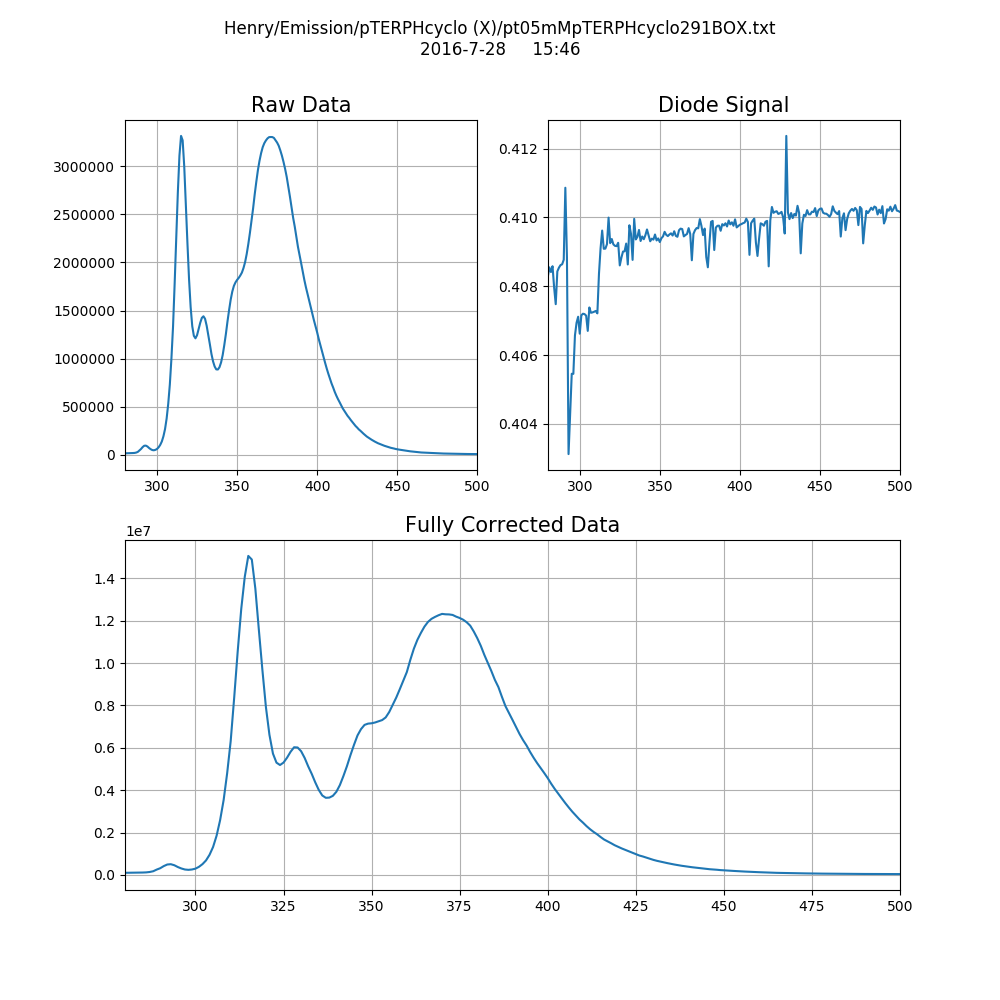 Henry/Emission/pTERPHcyclo (X)/pt05mMpTERPHcyclo291BOX.txt
2016-7-28 15:46
Raw Data
3000000
2500000
2000000
1500000
1000000
500000
0
300 350 400 450 500
Diode Signal
0.412
0.410
0.408
0.406
0.404
300 350 400 450 500
Fully Corrected Data
1e7
1.4
1.2
1.0
0.8
0.6
0.4
0.2
0.0
300 325 350 375 400 425 450 475 500